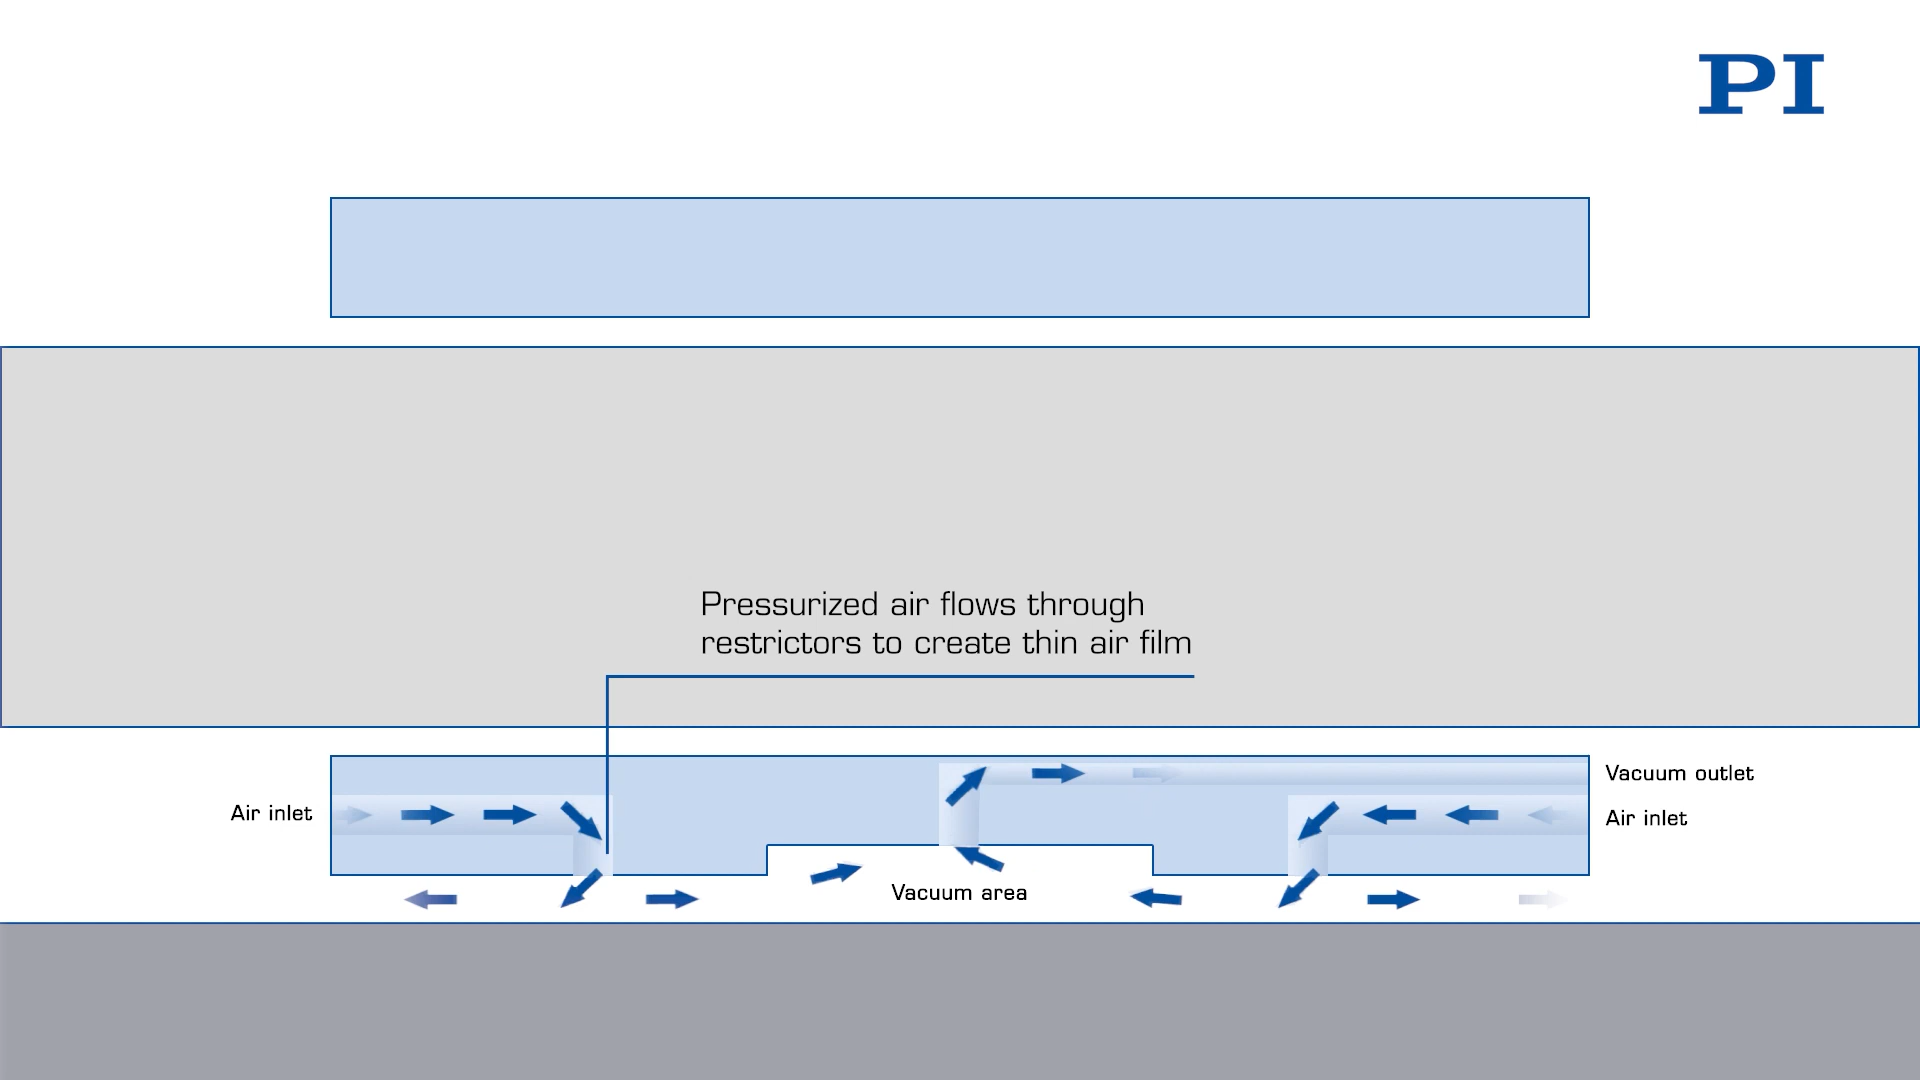 PI
Pressurized air flows through
restrictors to create thin air film
Vacuum outlet
Air inlet
Air inlet
Vacuum area